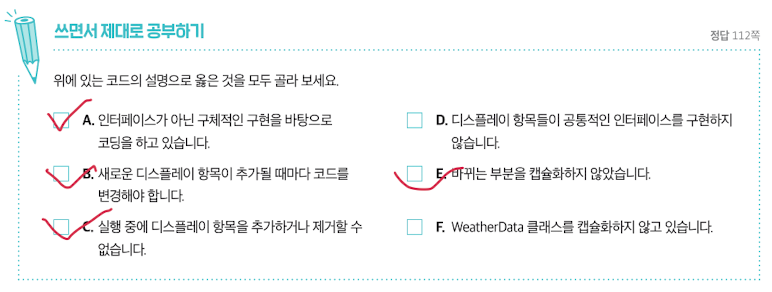 쓰면서 제대로 공부하기
정답 112쪽
위에 있는 코드의 설명으로 옳은 것을 모두 골라 보세요.
A. 인터페이스가 아닌 구체적인 구현을 바탕으로
코딩을 하고 있습니다.
B. 새로운 디스플레이 항목이 추가될 때마다 코드를
변경해야 합니다.
C. 실행 중에 디스플레이 항목을 추가하거나 제거할 수
없습니다.
D. 디스플레이 항목들이 공통적인 인터페이스를 구현하지
않습니다.
E. 바뀌는 부분을 캡슐화하지 않았습니다.
F. WeatherData 클래스를 캡슐화하지 않고 있습니다.